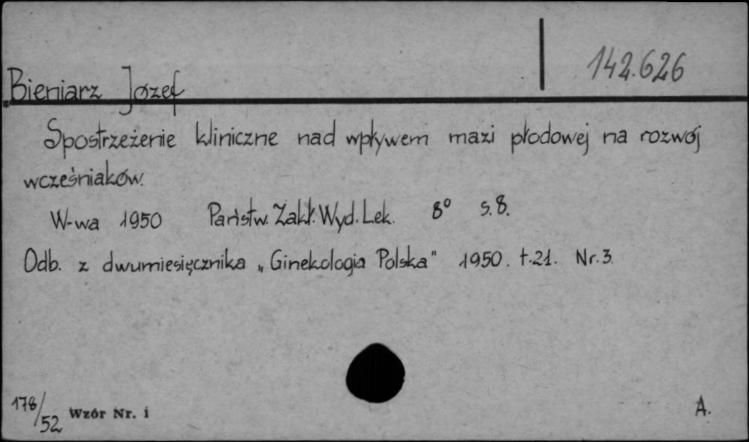 142.626
Bieniarz Józef
Spostrzeżenie kliniczne nad wpływem mazi płodowej na rozwój
wcześniaków.
W-wa 1950 Państw. Zakł. Wyd. Lek. 8° s. 8.
Odb. z dwumiesięcznika „Ginekologia Polska" 1950. t. 21. Nr. 3.
178/52 Wzór Nr. 1 A.